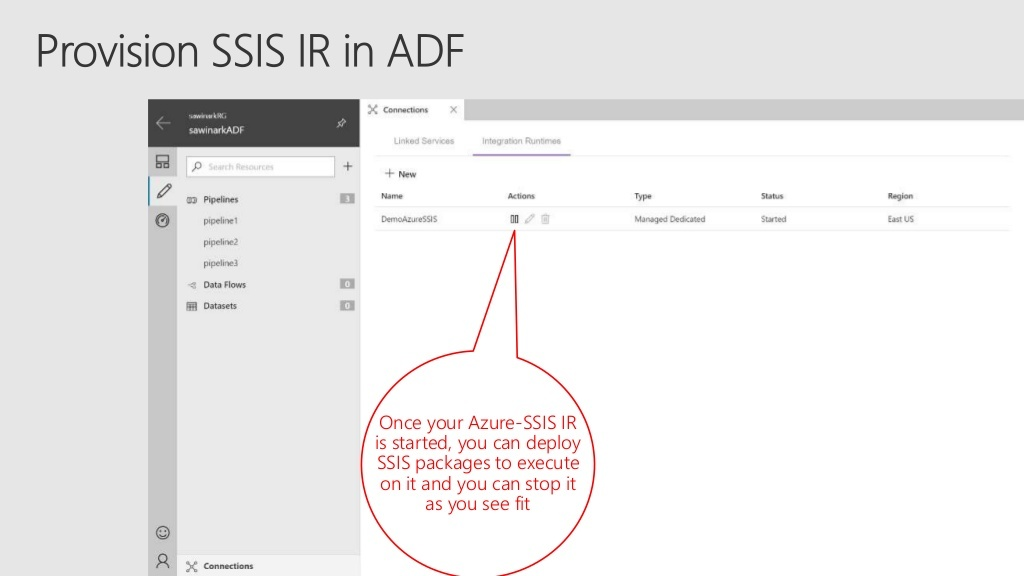 Provision SSIS IR in ADF
sawinarkRG
sawinarkADF
Connections
Linked Services Integration Runtimes
Search Resources
New
Name Actions Type Status Region
DemoAzureSSIS Managed Dedicated Started East US
Pipelines 3
pipeline1
pipeline2
pipeline3
Data Flows 0
Datasets 0
Once your Azure-SSIS IR
is started, you can deploy
SSIS packages to execute
on it and you can stop it
as you see fit
Connections